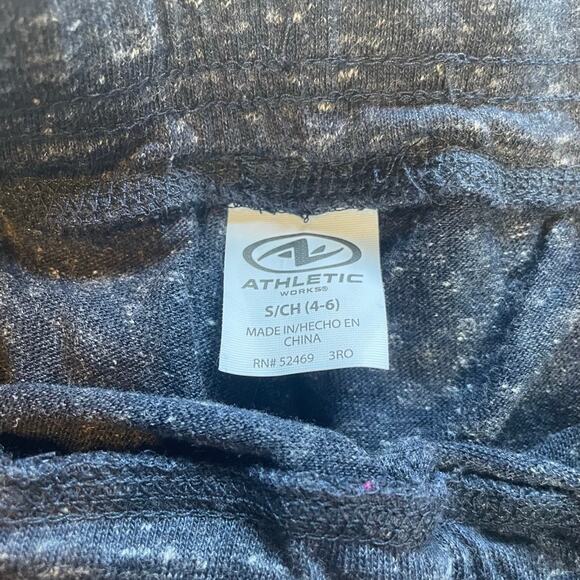 ATHLETIC
WORKS®
S/CH (4-6)
MADE IN/HECHO EN
CHINA
RN# 52469 3RO